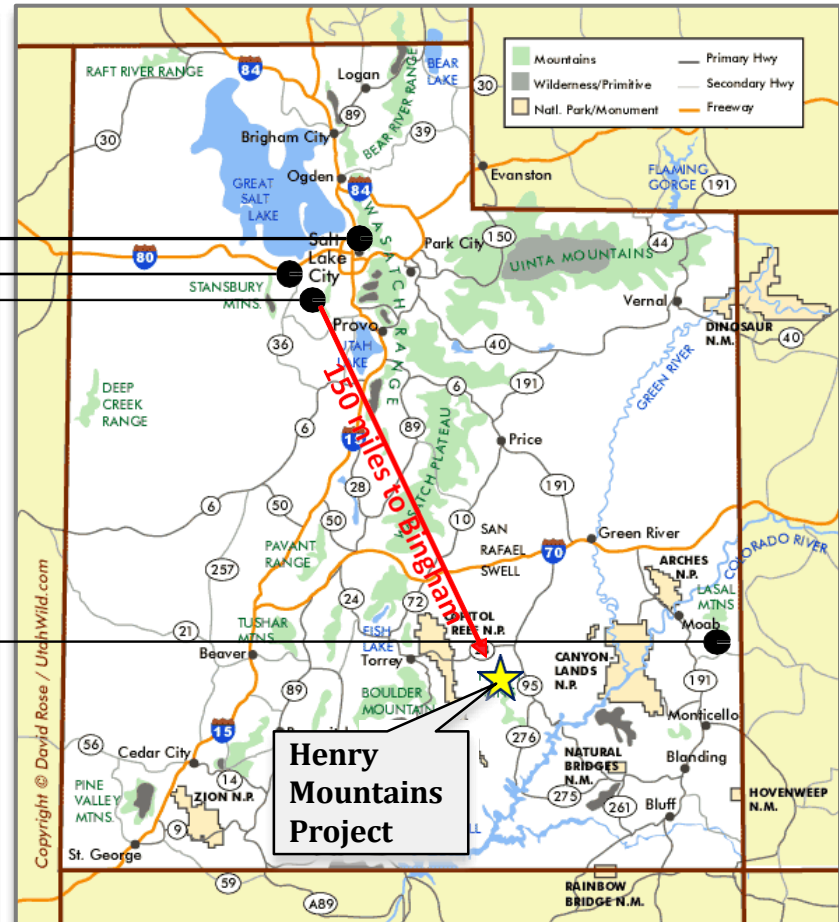 RAFT RIVER RANGE
84
Logan
BEAR
LAKE
BEAR RIVER RANGE
30
89
30
Mountains
Wilderness/Primitive
Natl. Park/Monument
Primary Hwy
Secondary Hwy
Freeway
Brigham City
39
Evanston
FLAMING
GORGE
191
Ogden
84
GREAT
SALT
LAKE
WASATCH RANGE
80
Salt
Lake
City
Park City
150
44
UINTA MOUNTAINS
STANSBURY
MTNS.
Vernal
DINOSAUR
N.M.
40
Provo
UTAH
LAKE
36
40
GREEN RIVER
DEEP
CREEK
RANGE
6
6
191
89
Price
150 miles to Bingham
6
50
28
50
10
191
SAN
RAFAEL
SWELL
70
Green River
COLORADO RIVER
PAVANT
RANGE
257
ARCHES
N.P.
LASAL
MTNS
24
72
REEF N.P.
Moab
21
TUSHAR
MTNS.
FISH
LAKE
Beaver
Torrey
CANYON-
LANDS
N.P.
95
191
89
BOULDER
MOUNTAIN
Monticello
15
276
56
Cedar City
14
NATURAL
BRIDGES
N.M.
Blanding
Henry
Mountains
Project
PINE
VALLEY
MTNS.
ZION N.P.
9
275
261
Bluff
HOVENWEEP
N.M.
St. George
59
A89
RAINBOW
BRIDGE N.M.
Copyright © David Rose / UtahWild.com